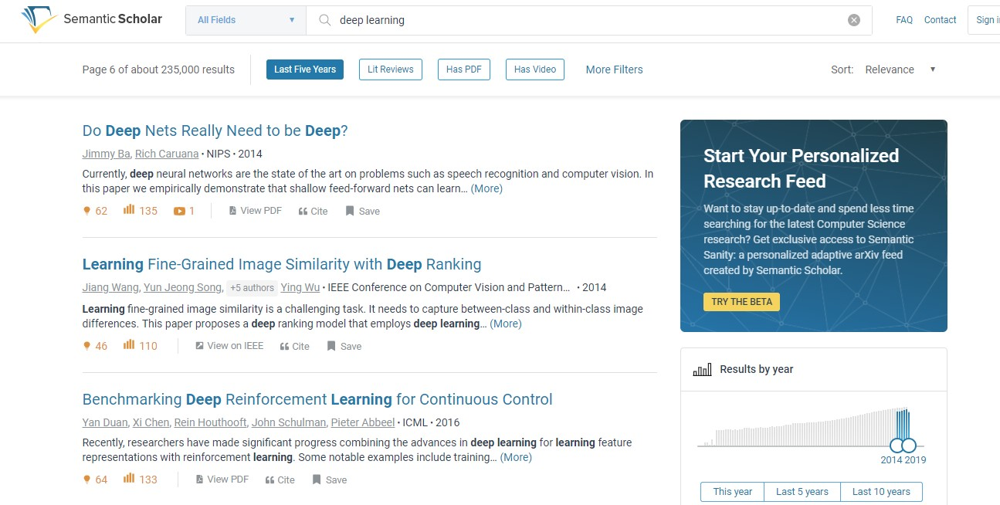 Semantic Scholar
All Fields
deep learning
FAQ Contact Sign i
Page 6 of about 235,000 results
Last Five Years
Lit Reviews
Has PDF
Has Video
More Filters
Sort: Relevance
Do Deep Nets Really Need to be Deep?
Jimmy Ba, Rich Caruana • NIPS • 2014
Currently, deep neural networks are the state of the art on problems such as speech recognition and computer vision. In
this paper we empirically demonstrate that shallow feed-forward nets can learn… (More)
62 135 1 View PDF Cite Save
Learning Fine-Grained Image Similarity with Deep Ranking
Jiang Wang, Yun Jeong Song, +5 authors Ying Wu • IEEE Conference on Computer Vision and Pattern… • 2014
Learning fine-grained image similarity is a challenging task. It needs to capture between-class and within-class image
differences. This paper proposes a deep ranking model that employs deep learning… (More)
46 110 View on IEEE Cite Save
Benchmarking Deep Reinforcement Learning for Continuous Control
Yan Duan, Xi Chen, Rein Houthooft, John Schulman, Pieter Abbeel • ICML • 2016
Recently, researchers have made significant progress combining the advances in deep learning for learning feature
representations with reinforcement learning. Some notable examples include training… (More)
64 133 View PDF Cite Save
Start Your Personalized
Research Feed
Want to stay up-to-date and spend less time
searching for the latest Computer Science
research? Get exclusive access to Semantic
Sanity: a personalized adaptive arXiv feed
created by Semantic Scholar.
TRY THE BETA
Results by year
2014 2019
This year
Last 5 years
Last 10 years